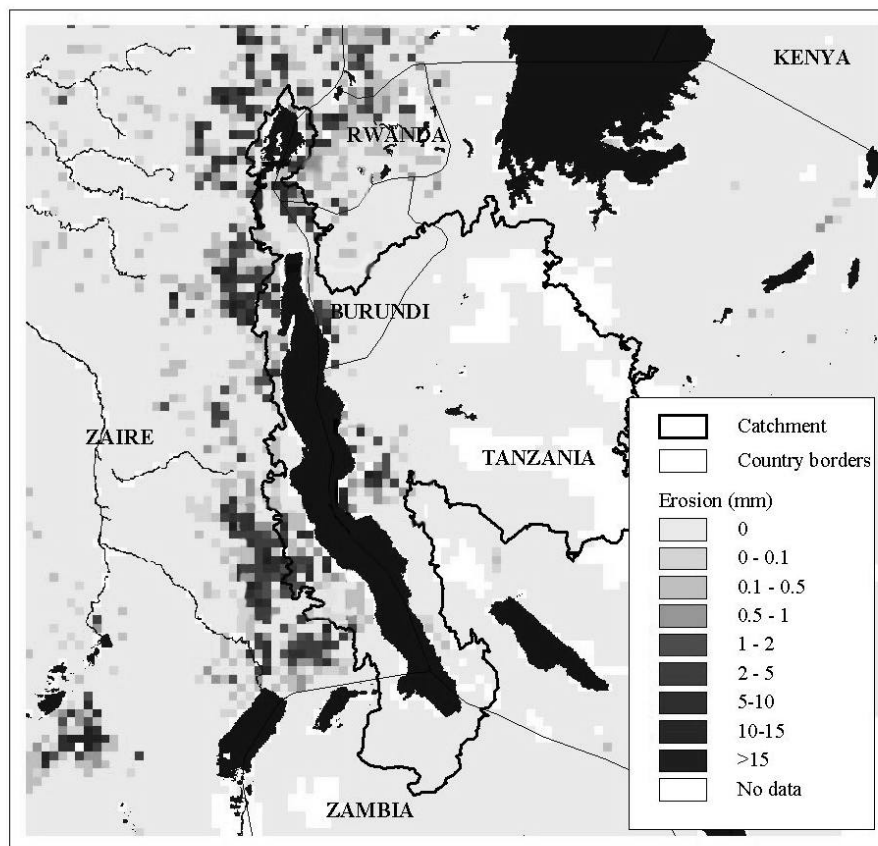 KENYA
RWANDA
BURUNDI
ZAIRE
TANZANIA
ZAMBIA
Catchment
Country borders
Erosion (mm)
0
0 - 0.1
0.1 - 0.5
0.5 - 1
1 - 2
2 - 5
5-10
10-15
>15
No data